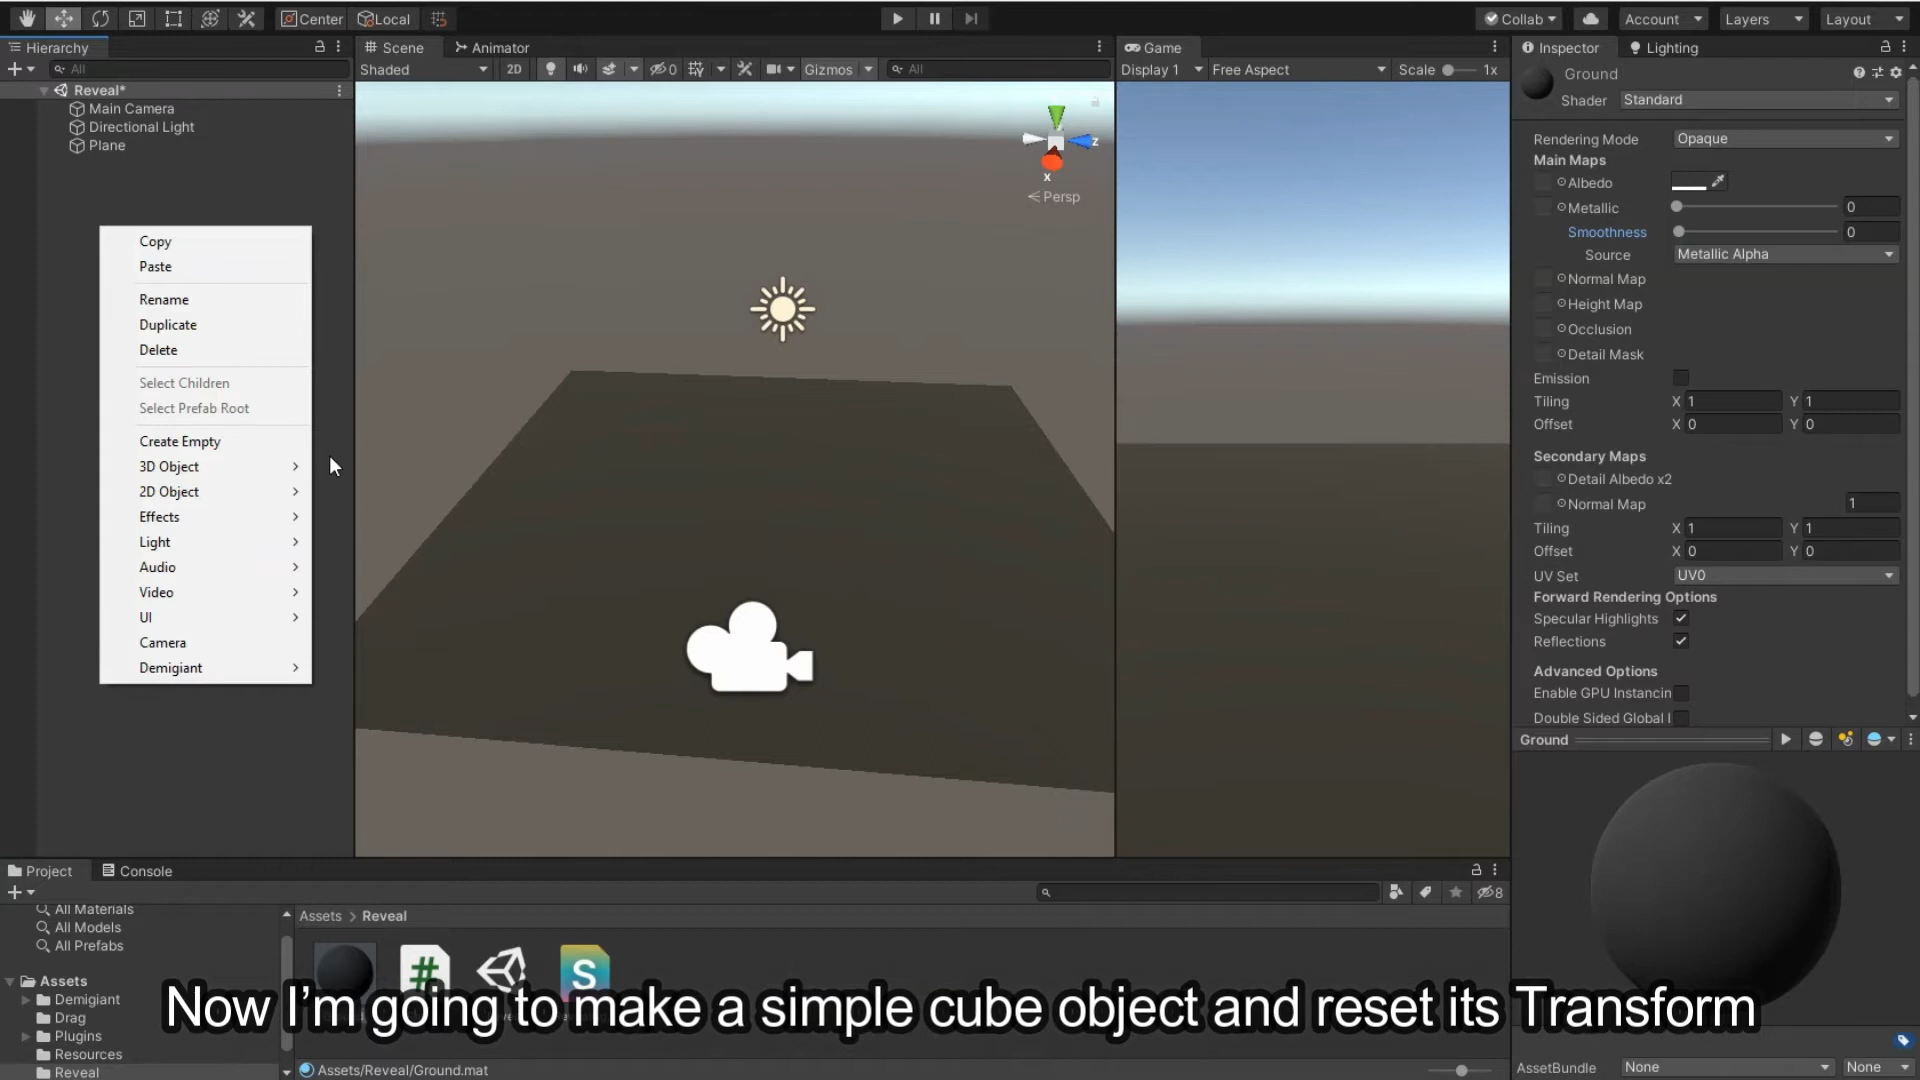 Center
Local
Collab
Account
Layers
Layout
Hierarchy
All
Reveal*
Main Camera
Directional Light
Plane
Copy
Paste
Rename
Duplicate
Delete
Select Children
Select Prefab Root
Create Empty
3D Object
2D Object
Effects
Light
Audio
Video
UI
Camera
Demigiant
Scene
Animator
Shaded
2D
0
Gizmos
All
z
x
Persp
Game
Display 1
Free Aspect
Scale
1x
Inspector
Lighting
Ground
Shader
Standard
Rendering Mode
Opaque
Main Maps
Albedo
Metallic
0
Smoothness
0
Source
Metallic Alpha
Normal Map
Height Map
Occlusion
Detail Mask
Emission
Tiling X 1 Y 1
Offset X 0 Y 0
Secondary Maps
Detail Albedo x2
Normal Map
1
Tiling X 1 Y 1
Offset X 0 Y 0
UV Set
UV0
Forward Rendering Options
Specular Highlights
Reflections
Advanced Options
Enable GPU Instancin
Double Sided Global I
Ground
AssetBundle
None
None
Project
Console
8
All Materials
All Models
All Prefabs
Assets
Demigiant
Drag
Plugins
Resources
Reveal
Assets > Reveal
#
S
Now I'm going to make a simple cube object and reset its Transform
Assets/Reveal/Ground.mat